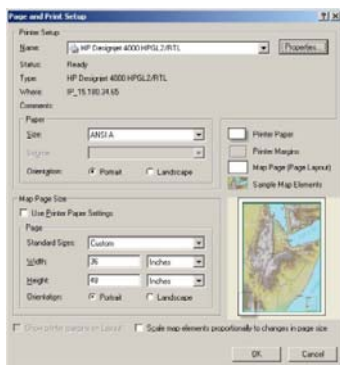 Page and Print Setup
Printer Setup
Name: HP Designjet 4000 HPGL2/RTL Properties...
Status: Ready
Type: HP Designjet 4000 HPGL2/RTL
Where: IP_15.180.34.65
Comments:
Paper
Size: ANSI A
Source:
Orientation: Portrait Landscape
Printer Paper
Printer Margins
Map Page (Page Layout)
Sample Map Elements
Map Page Size
Use Printer Paper Settings
Page
Standard Sizes: Custom
Width: 36 Inches
Height: 48 Inches
Orientation: Portrait Landscape
Show printer margins on Layout Scale map elements proportionally to changes in page size
OK Cancel